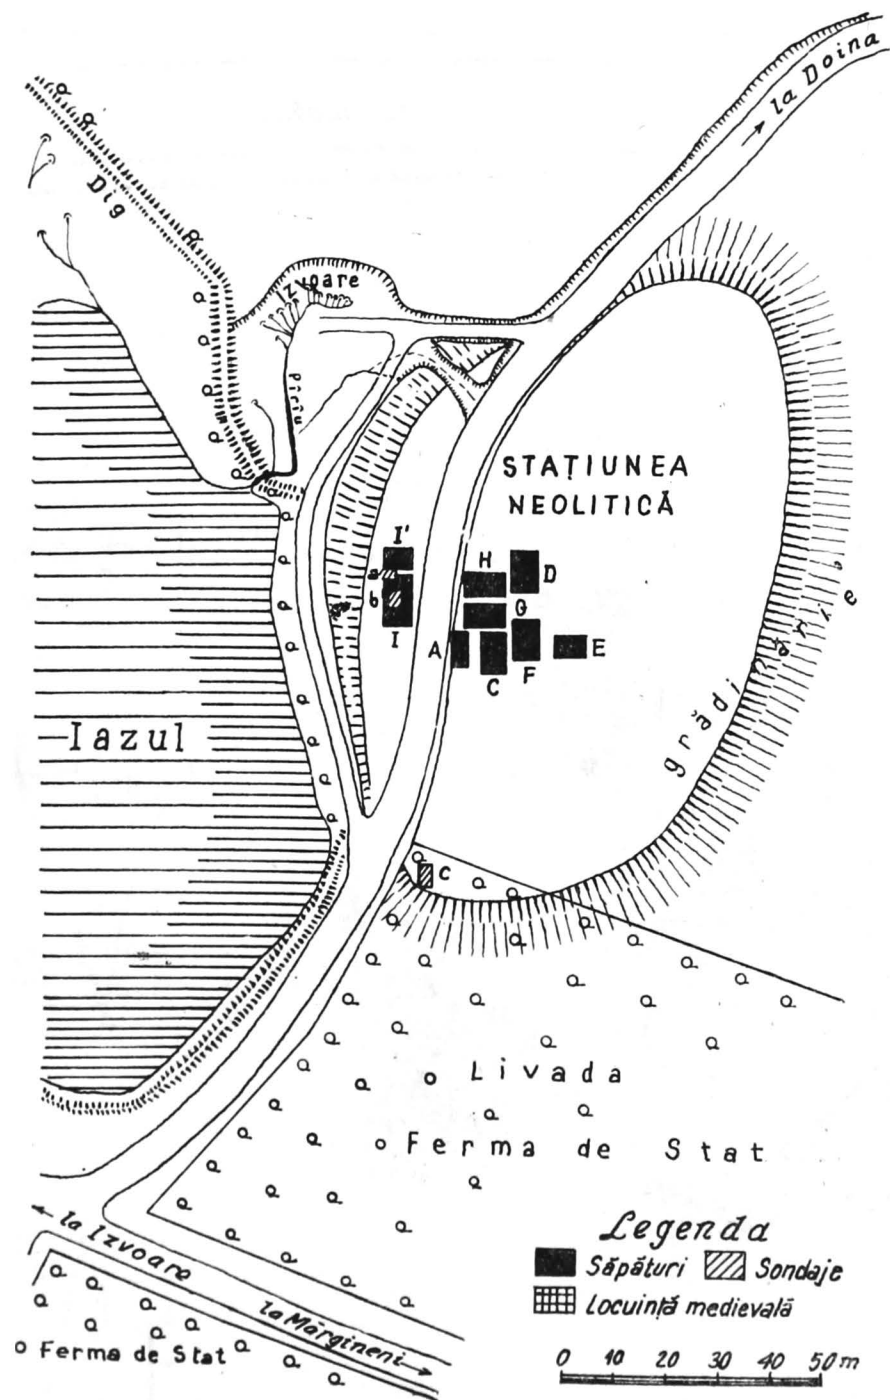 la Doina
Dig
Izvoare
Pîrîu
STAȚIUNEA
NEOLITICĂ
I'
a
b
I
H
D
G
A
C
F
E
grădinărie
Iazul
C
Livada
Ferma de Stat
la Izvoare
la Mărgineni
Ferma de Stat
Legenda
Săpături
Sondaje
Locuință medievală
0 10 20 30 40 50 m